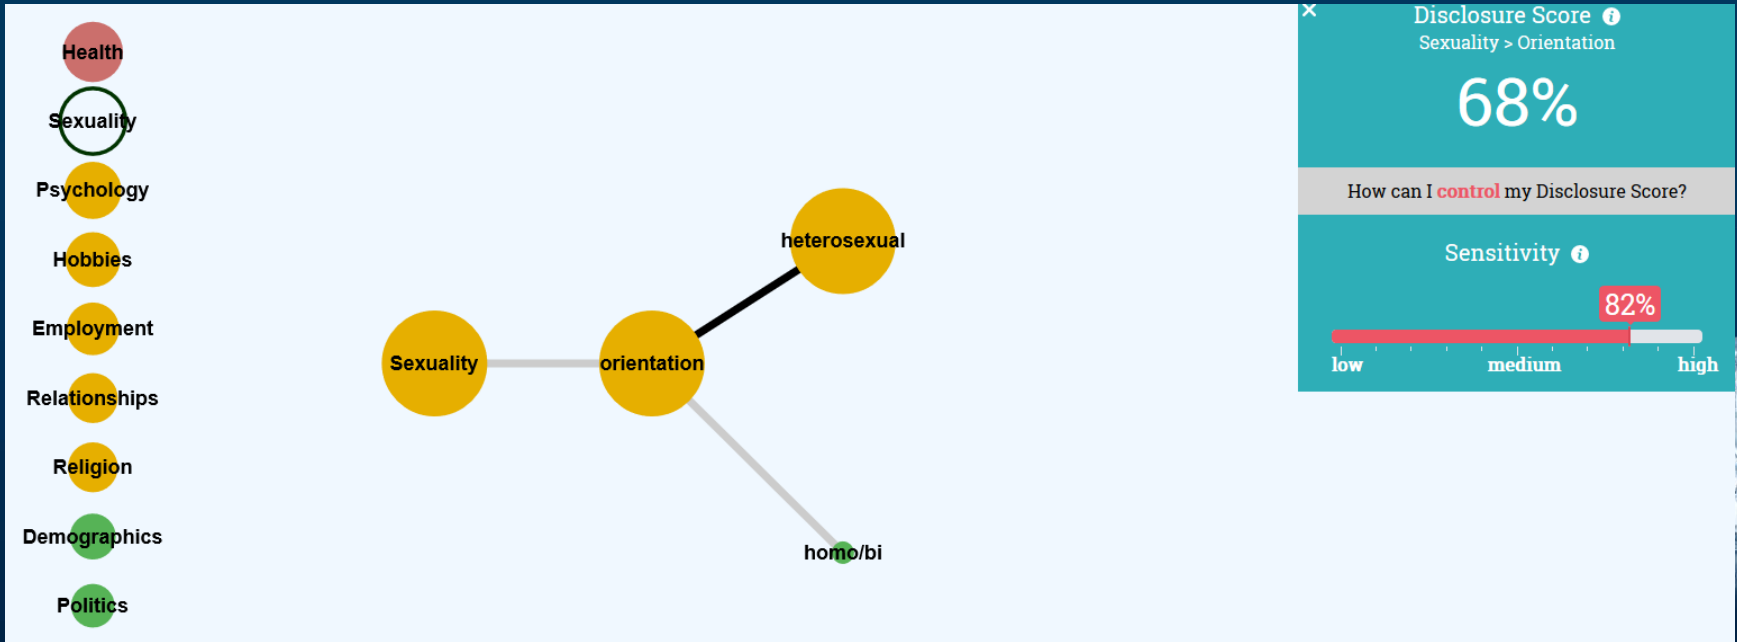 Health
Sexuality
Psychology
Hobbies
Employment
Relationships
Religion
Demographics
Politics
Sexuality
orientation
heterosexual
homo/bi
Disclosure Score
Sexuality > Orientation
68%
How can I control my Disclosure Score?
Sensitivity
82%
low medium high